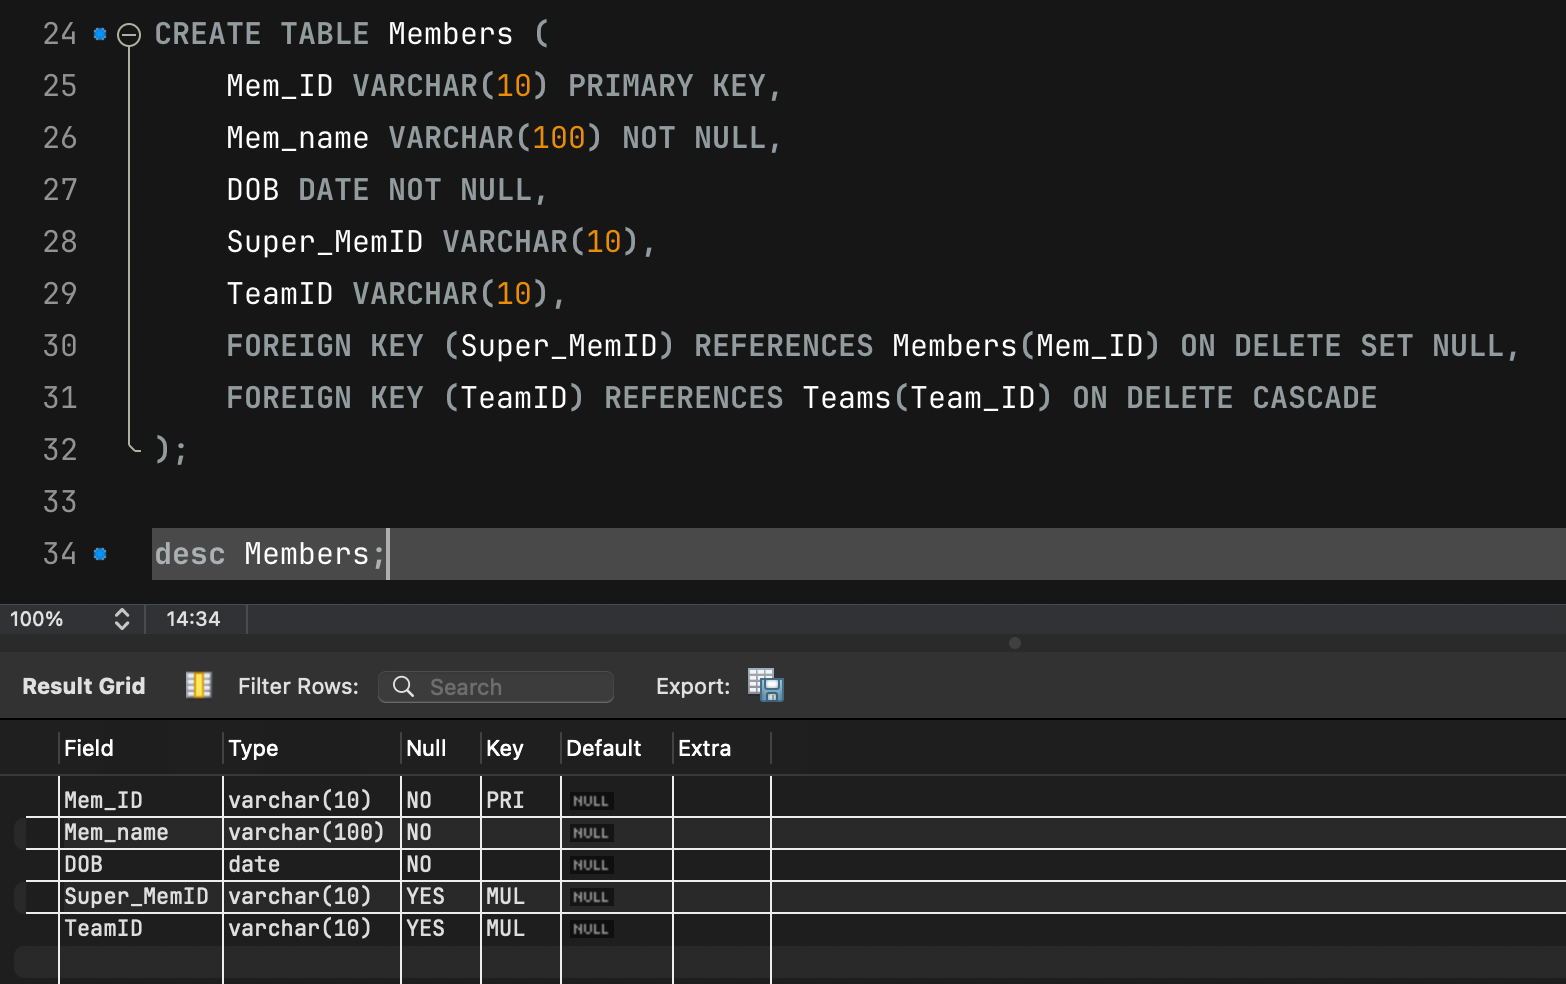 24 CREATE TABLE Members (
25 Mem_ID VARCHAR(10) PRIMARY KEY,
26 Mem_name VARCHAR(100) NOT NULL,
27 DOB DATE NOT NULL,
28 Super_MemID VARCHAR(10),
29 TeamID VARCHAR(10),
30 FOREIGN KEY (Super_MemID) REFERENCES Members(Mem_ID) ON DELETE SET NULL,
31 FOREIGN KEY (TeamID) REFERENCES Teams(Team_ID) ON DELETE CASCADE
32 );
33
34 desc Members;
100% 14:34
Result Grid Filter Rows: Search Export:
Field Type Null Key Default Extra
Mem_ID varchar(10) NO PRI NULL
Mem_name varchar(100) NO NULL
DOB date NO NULL
Super_MemID varchar(10) YES MUL NULL
TeamID varchar(10) YES MUL NULL